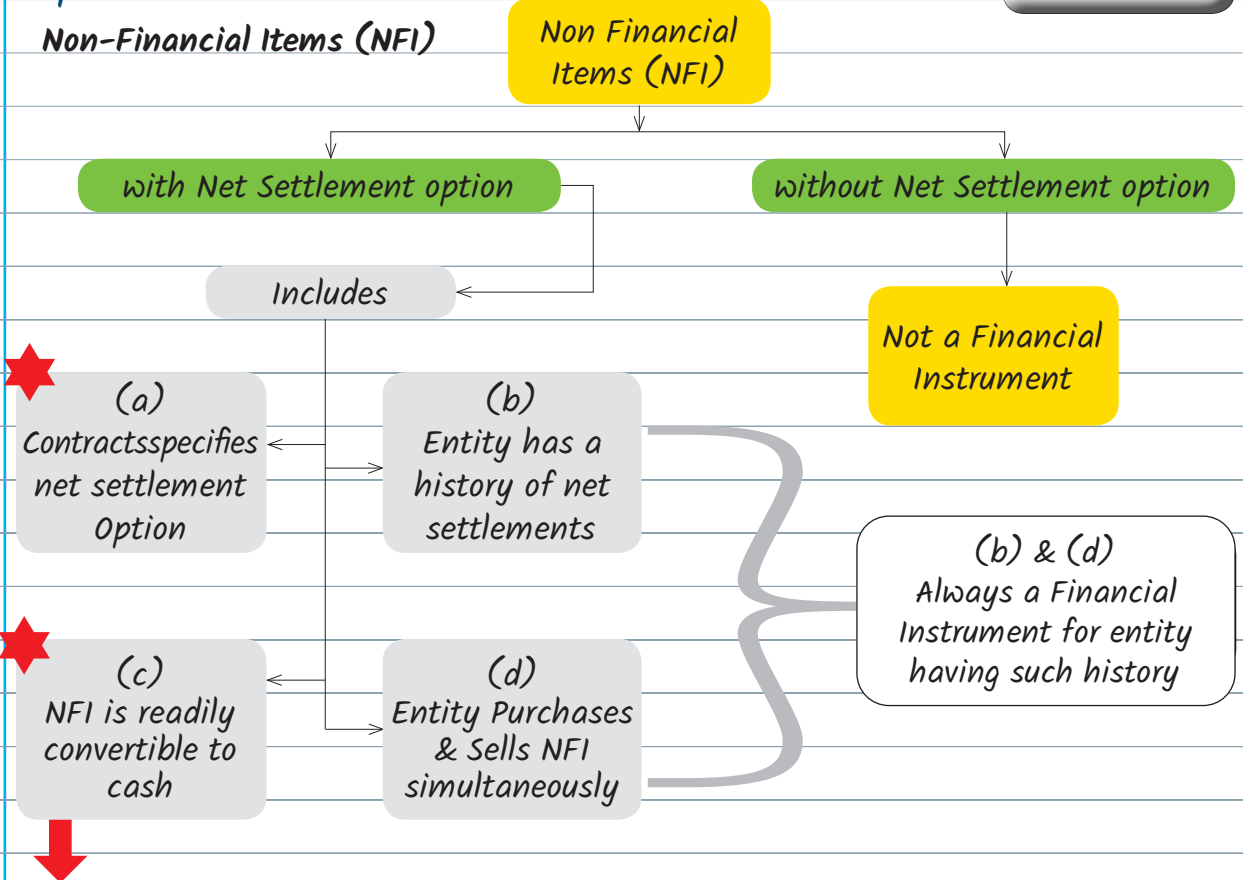 Non-Financial Items (NFI)
Non Financial
Items (NFI)
with Net Settlement option
without Net Settlement option
Includes
Not a Financial
Instrument
(a)
Contractsspecifies
net settlement
Option
(b)
Entity has a
history of net
settlements
(b) & (d)
Always a Financial
Instrument for entity
having such history
(c)
NFI is readily
convertible to
cash
(d)
Entity Purchases
& Sells NFI
simultaneously